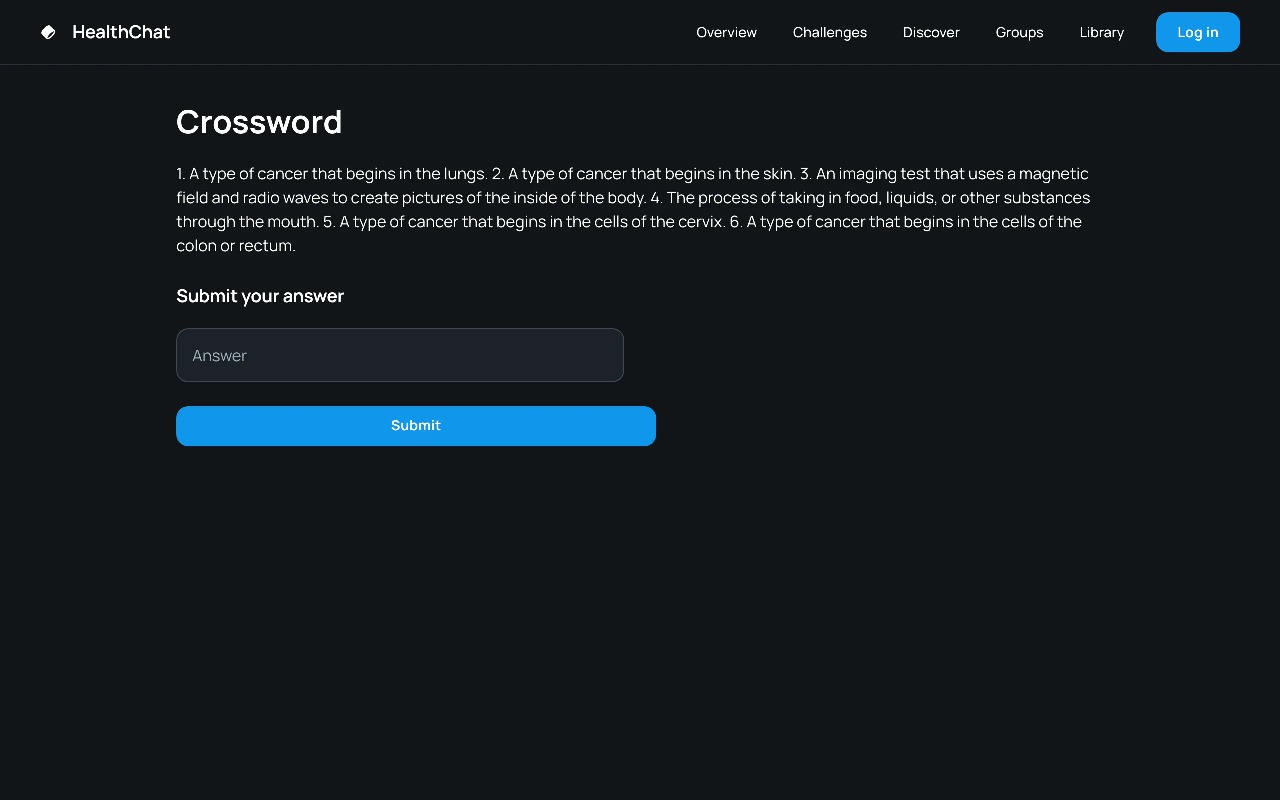 HealthChat
Overview
Challenges
Discover
Groups
Library
Log in
Crossword
1. A type of cancer that begins in the lungs. 2. A type of cancer that begins in the skin. 3. An imaging test that uses a magnetic
field and radio waves to create pictures of the inside of the body. 4. The process of taking in food, liquids, or other substances
through the mouth. 5. A type of cancer that begins in the cells of the cervix. 6. A type of cancer that begins in the cells of the
colon or rectum.
Submit your answer
Answer
Submit